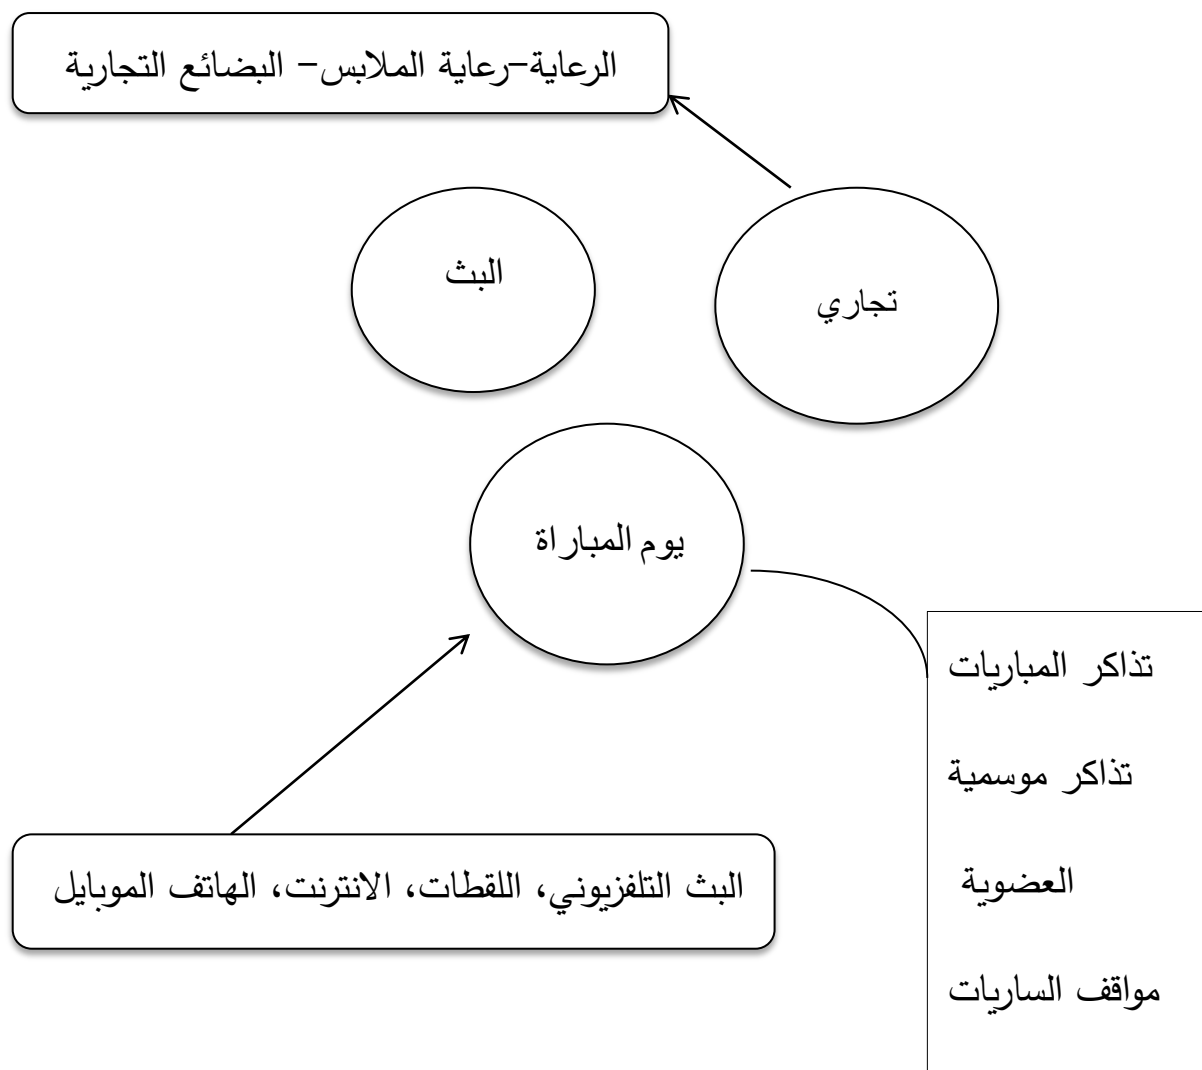 الرعاية–رعاية الملابس– البضائع التجارية
البث
تجاري
يوم المباراة
تذاكر المباريات
تذاكر موسمية
العضوية
مواقف الساريات
البث التلفزيوني، اللقطات، الانترنت، الهاتف الموبايل